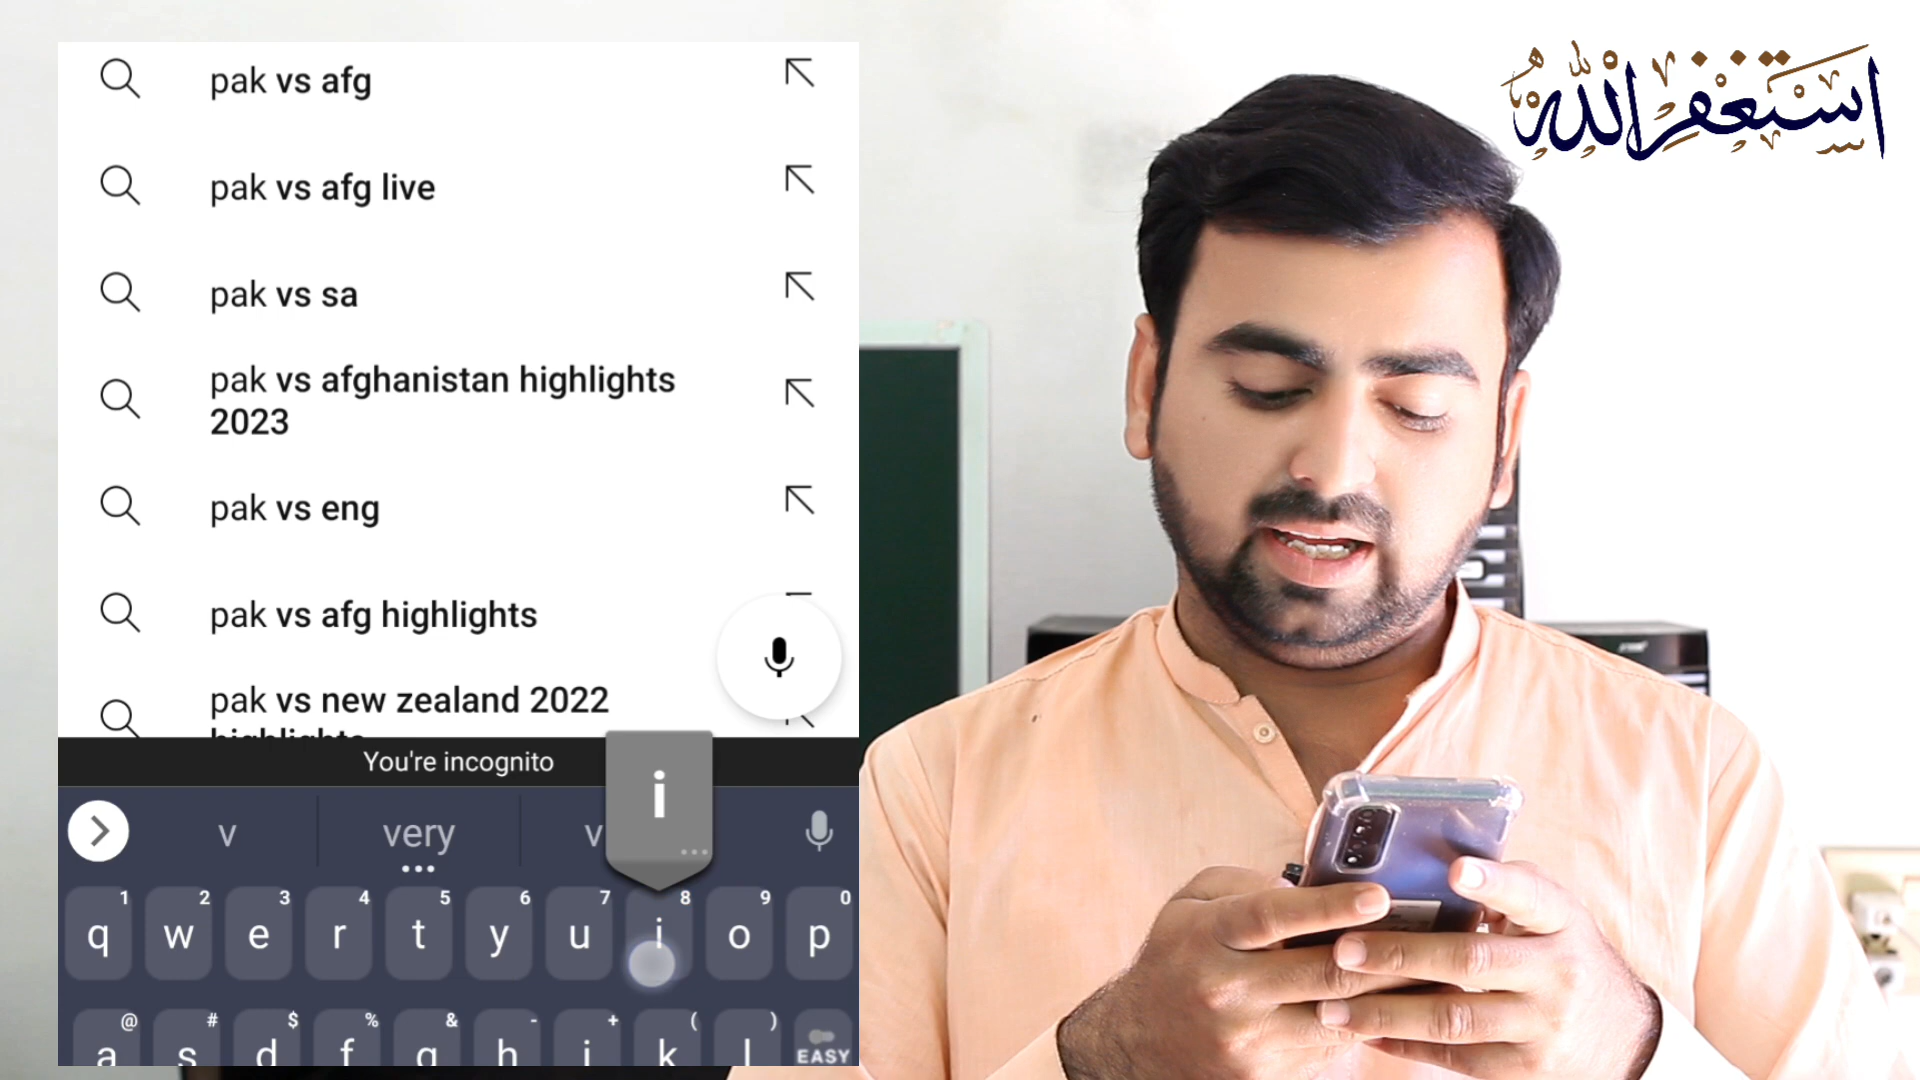 استغفرالله
pak vs afg
pak vs afg live
pak vs sa
pak vs afghanistan highlights
2023
pak vs eng
pak vs afg highlights
pak vs new zealand 2022
highlights
You're incognito
i
v very v
1 2 3 4 5 6 7 8 9 0
q w e r t y u i o p
@ # $ % & - + ( )
a s d f g h j k l EASY